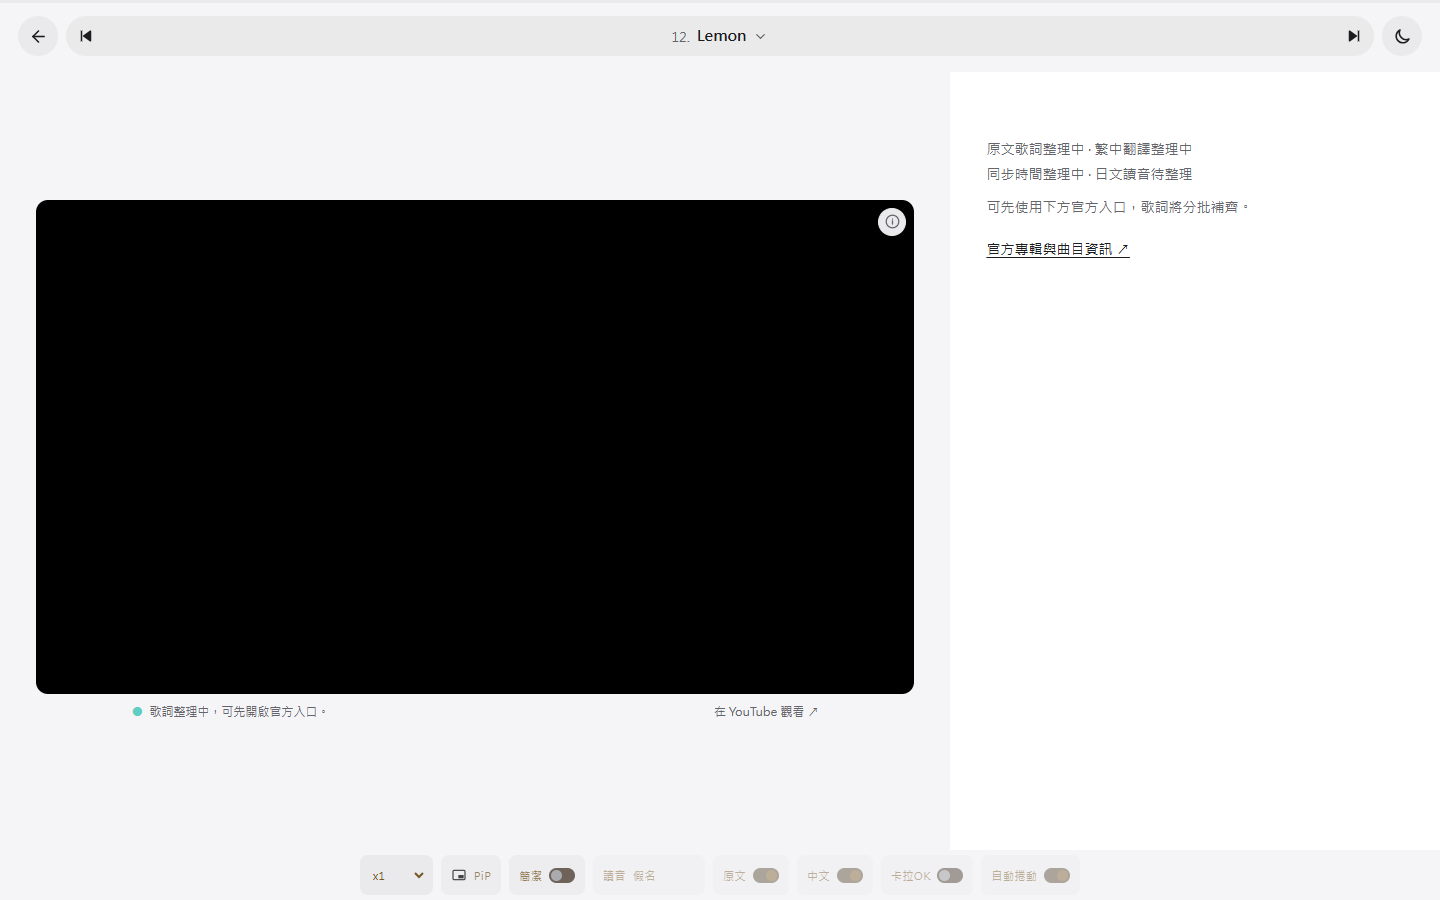 12. Lemon
原文歌詞整理中 · 繁中翻譯整理中
同步時間整理中 · 日文讀音待整理
可先使用下方官方入口，歌詞將分批補齊。
官方專輯與曲目資訊 ↗
歌詞整理中，可先開啟官方入口。
在 YouTube 觀看 ↗
x1
PiP
簡潔
讀音 假名
原文
中文
卡拉OK
自動捲動